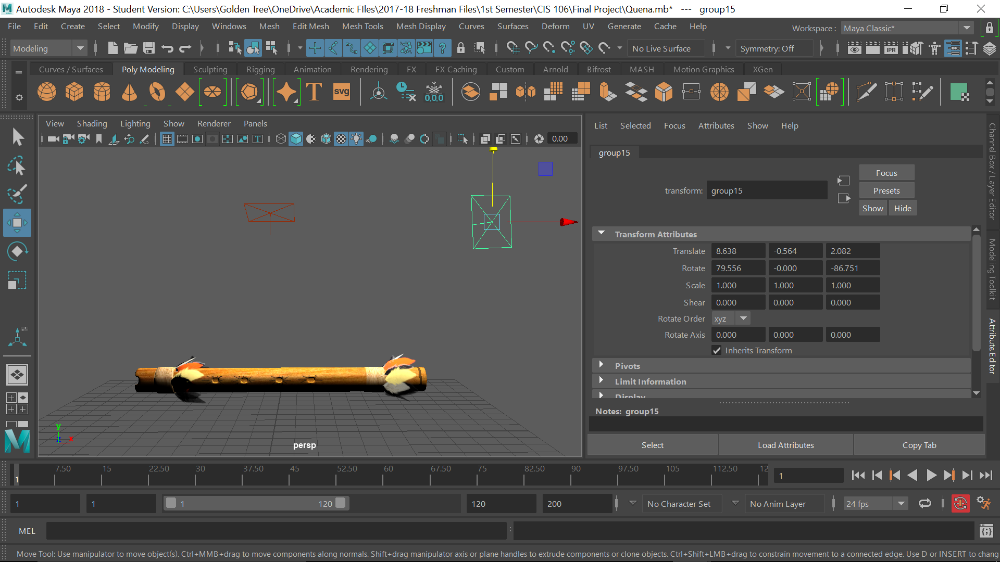 Autodesk Maya 2018 - Student Version: C:\Users\Golden Tree\OneDrive\Academic FIles\2017-18 Freshman Files\1st Semester\CIS 106\Final Project\Quena.mb* --- group15
File Edit Create Select Modify Display Windows Mesh Edit Mesh Mesh Tools Mesh Display Curves Surfaces Deform UV Generate Cache Help
Workspace : Maya Classic*
Modeling
No Live Surface
Symmetry: Off
IPR
Curves / Surfaces Poly Modeling Sculpting Rigging Animation Rendering FX FX Caching Custom Arnold Bifrost MASH Motion Graphics XGen
T
svg
0,0,0
View Shading Lighting Show Renderer Panels
0.00
List Selected Focus Attributes Show Help
group15
transform: group15
Focus
Presets
Show Hide
Transform Attributes
Translate 8.638 -0.564 2.082
Rotate 79.556 -0.000 -86.751
Scale 1.000 1.000 1.000
Shear 0.000 0.000 0.000
Rotate Order xyz
Rotate Axis 0.000 0.000 0.000
Inherits Transform
Pivots
Limit Information
Display
Notes: group15
Select Load Attributes Copy Tab
Channel Box / Layer Editor
Modeling Toolkit
Attribute Editor
y
z
x
persp
7.50 15 22.50 30 37.50 45 52.50 60 67.50 75 82.50 90 97.50 105 112.50 12
1
1
1 1 1 120 120 200 No Character Set No Anim Layer 24 fps
MEL
Move Tool: Use manipulator to move object(s). Ctrl+MMB+drag to move components along normals. Shift+drag manipulator axis or plane handles to extrude components or clone objects. Ctrl+Shift+LMB+drag to constrain movement to a connected edge. Use D or INSERT to chang